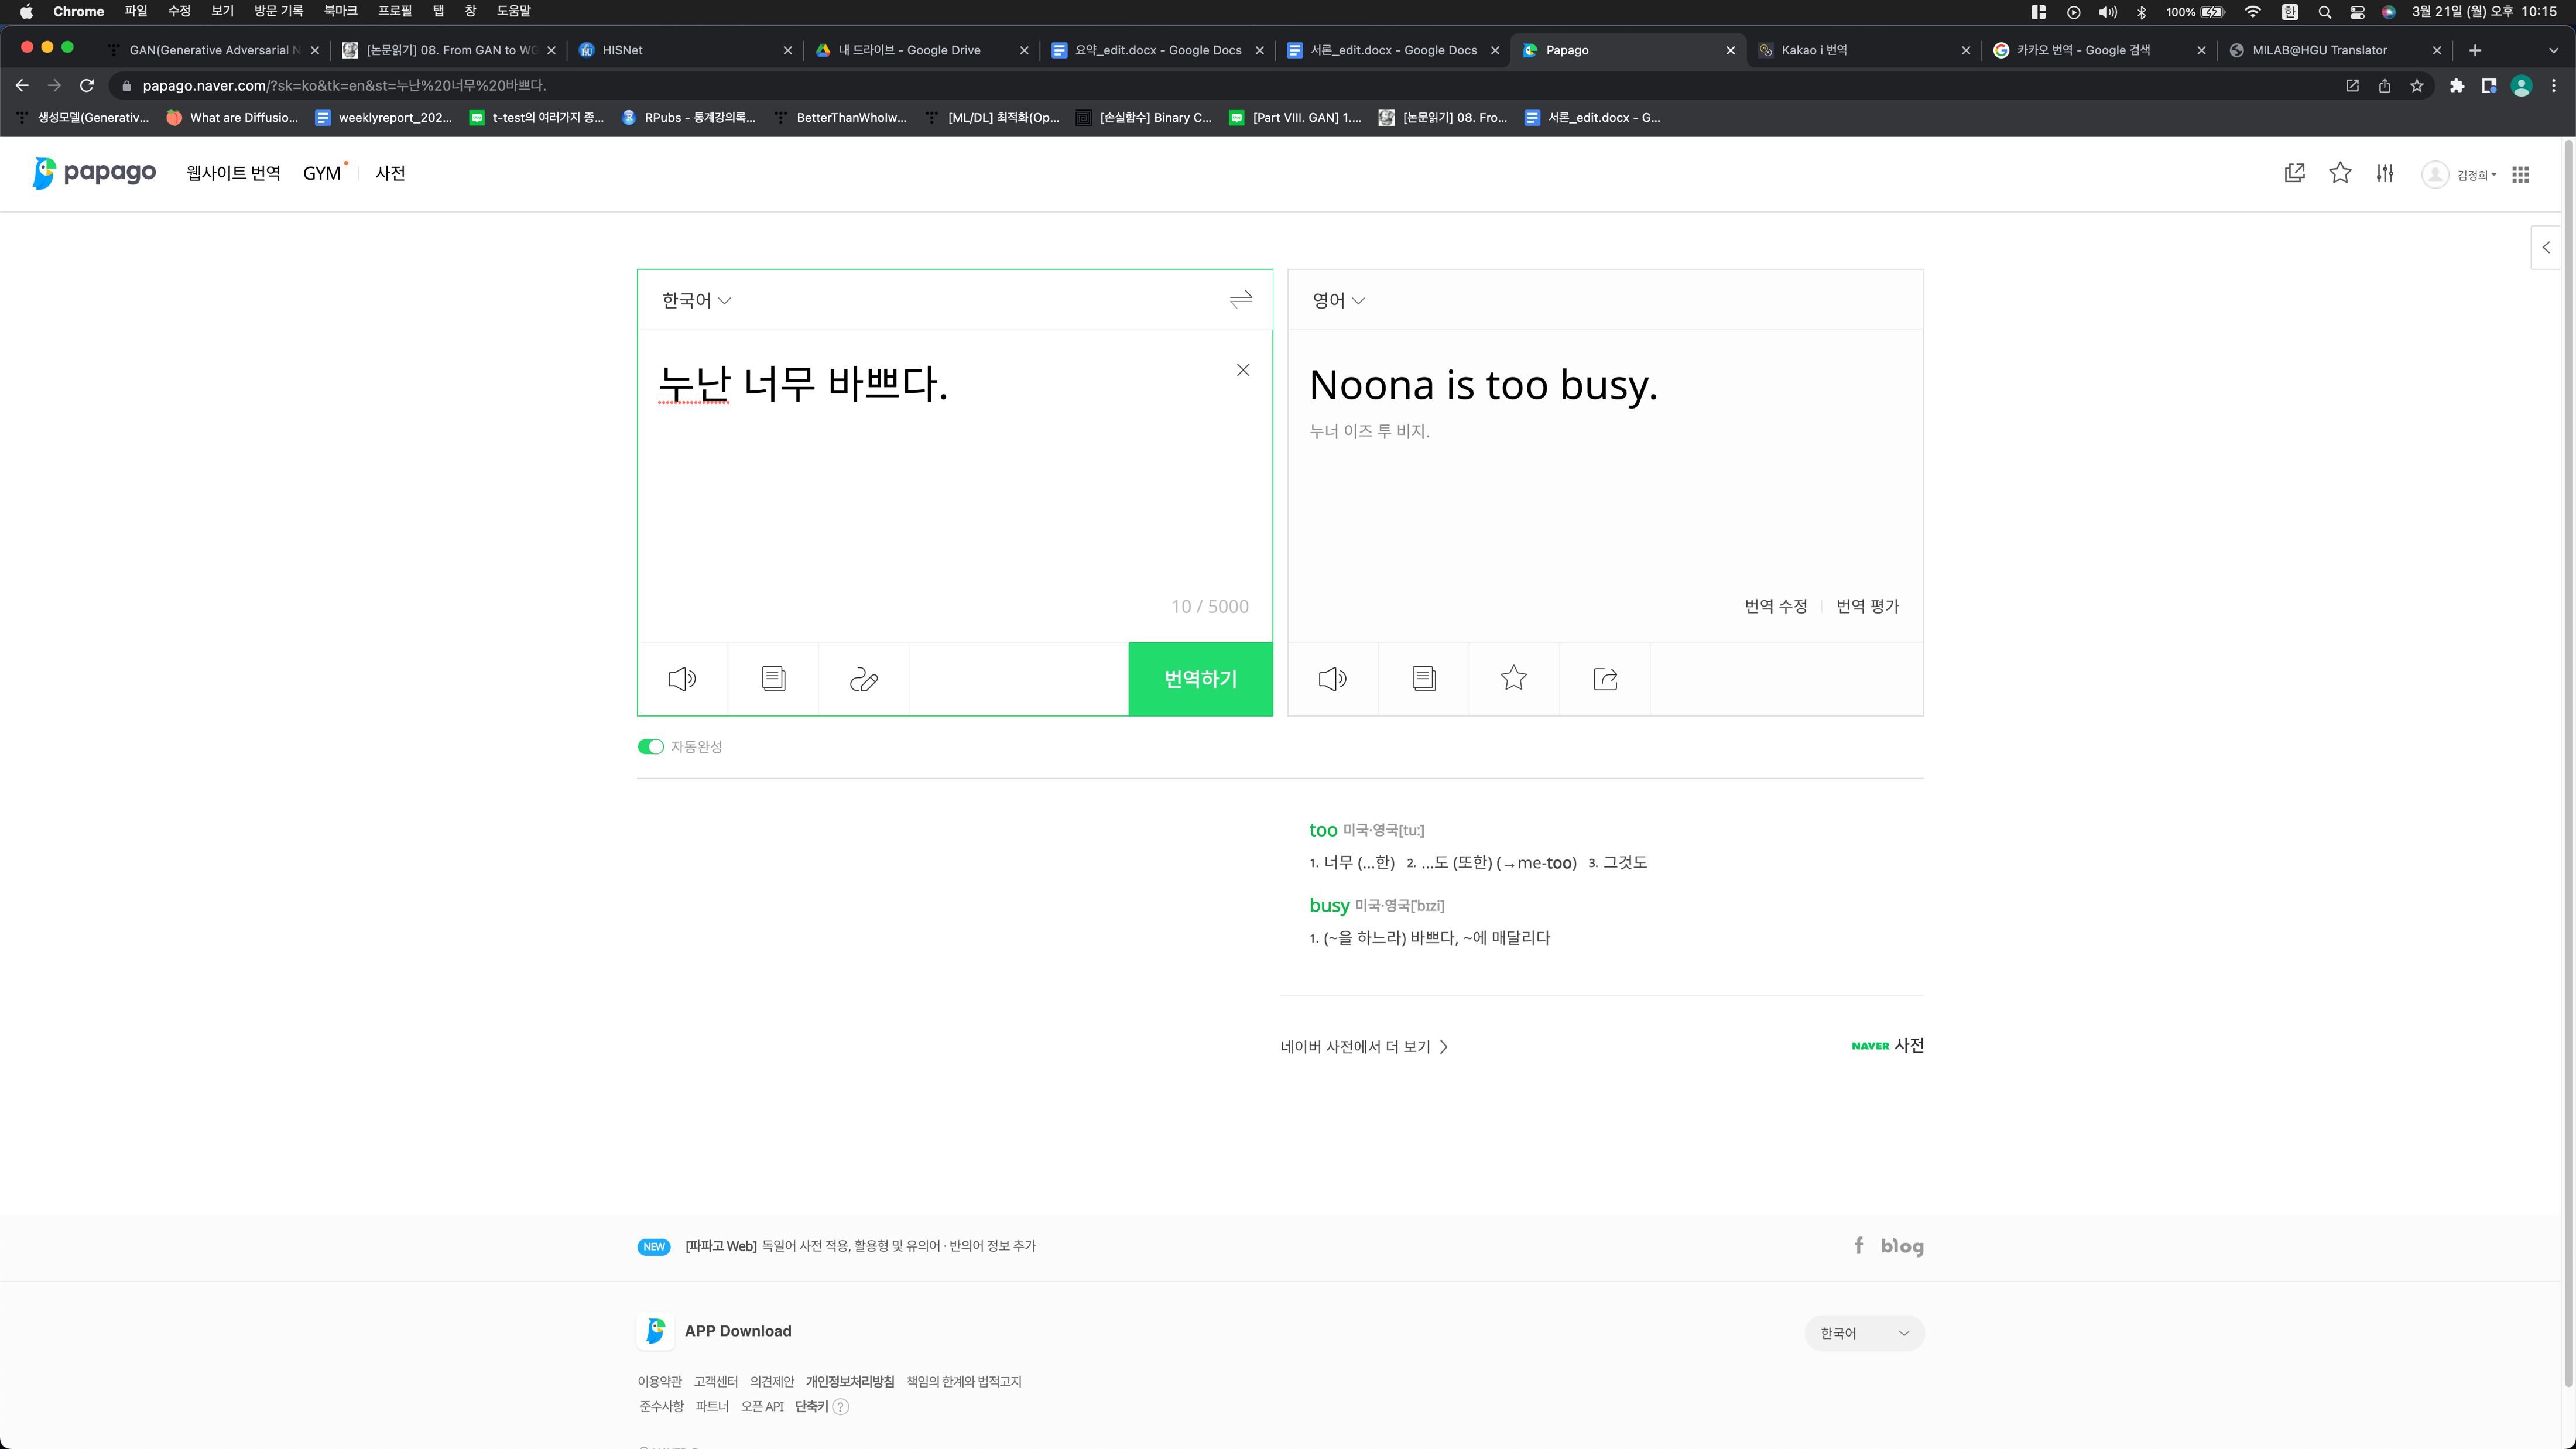 Chrome 파일 수정 보기 방문 기록 북마크 프로필 탭 창 도움말 100% 한 3월 21일 (월) 오후 10:15
GAN(Generative Adversarial N [논문읽기] 08. From GAN to WG HISNet 내 드라이브 - Google Drive 요약_edit.docx - Google Docs 서론_edit.docx - Google Docs Papago Kakao i 번역 카카오 번역 - Google 검색 MILAB@HGU Translator
papago.naver.com/?sk=ko&tk=en&st=누난%20너무%20바쁘다.
생성모델(Generativ... What are Diffusio... weeklyreport_202... t-test의 여러가지 종... RPubs - 통계강의록... BetterThanWhoIw... [ML/DL] 최적화(Op... [손실함수] Binary C... [Part VIII. GAN] 1.... [논문읽기] 08. Fro... 서론_edit.docx - G...
papago 웹사이트 번역 GYM 사전 김정희
한국어 영어
누난 너무 바쁘다. Noona is too busy.
누너 이즈 투 비지.
10 / 5000 번역 수정 번역 평가
번역하기
자동완성
too 미국·영국[tu:]
1. 너무 (...한) 2. ...도 (또한) (→me-too) 3. 그것도
busy 미국·영국[ˈbɪzi]
1. (~을 하느라) 바쁘다, ~에 매달리다
네이버 사전에서 더 보기 NAVER 사전
NEW [파파고 Web] 독일어 사전 적용, 활용형 및 유의어 · 반의어 정보 추가 f blog
APP Download 한국어
이용약관 고객센터 의견제안 개인정보처리방침 책임의 한계와 법적고지
준수사항 파트너 오픈 API 단축키 ?